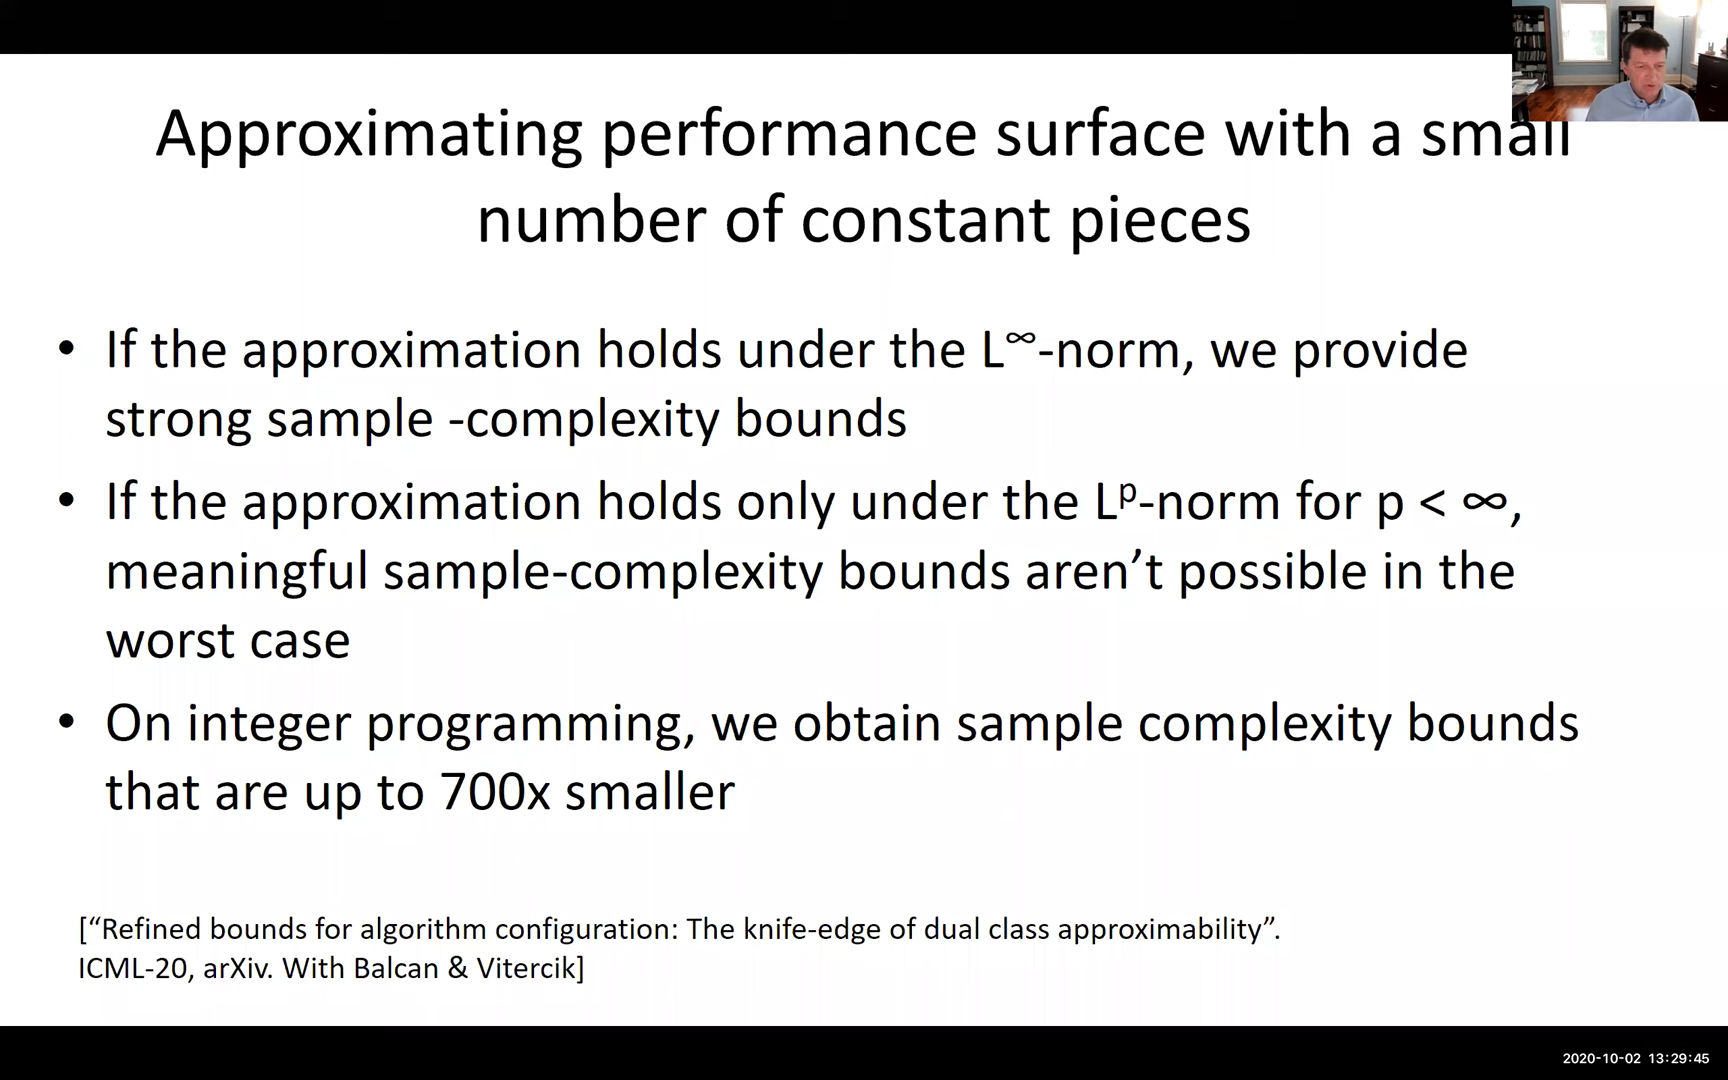 Approximating performance surface with a small
number of constant pieces
• If the approximation holds under the L∞-norm, we provide
strong sample -complexity bounds
• If the approximation holds only under the Lᵖ-norm for p < ∞,
meaningful sample-complexity bounds aren’t possible in the
worst case
• On integer programming, we obtain sample complexity bounds
that are up to 700x smaller
[“Refined bounds for algorithm configuration: The knife-edge of dual class approximability”.
ICML-20, arXiv. With Balcan & Vitercik]
2020-10-02 13:29:45